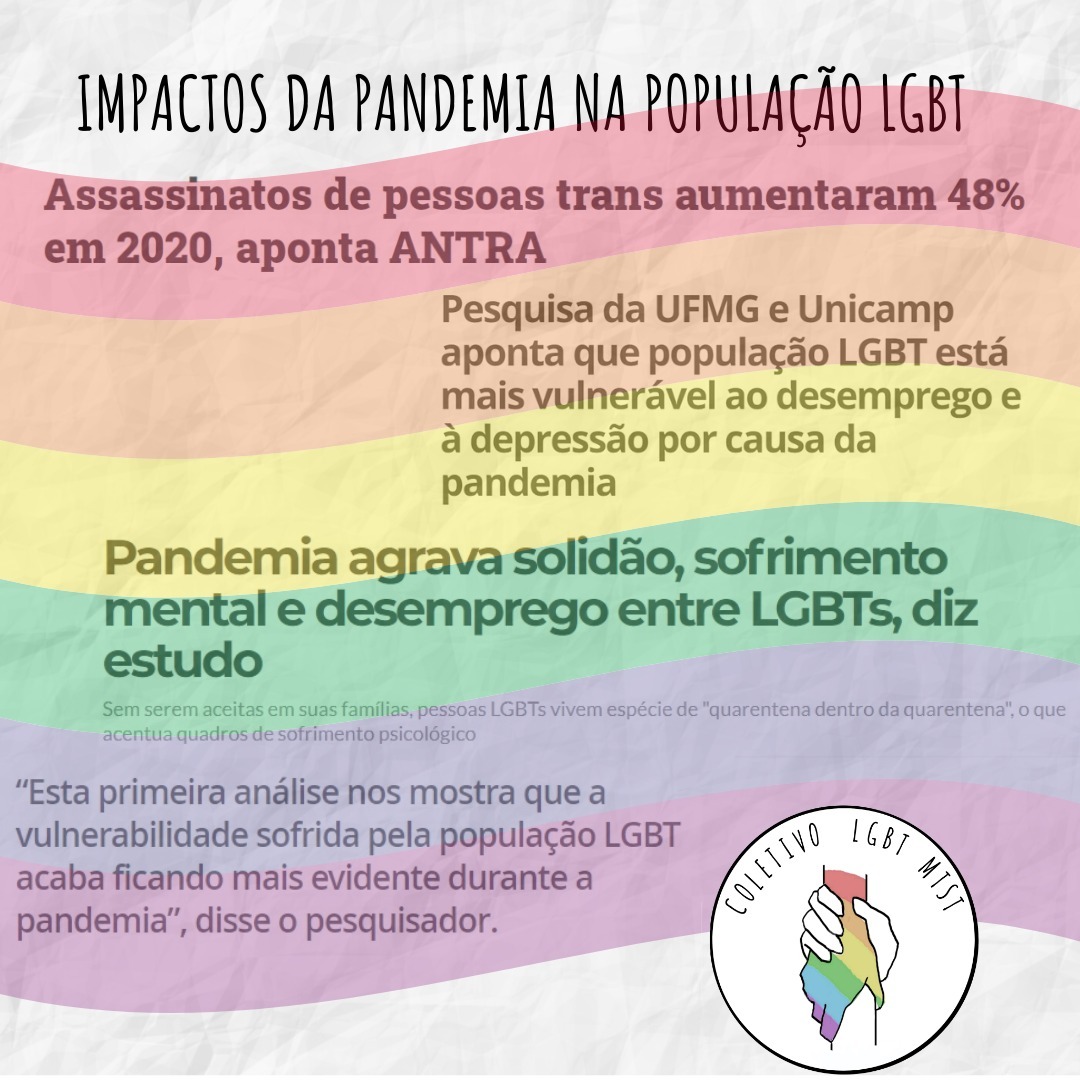 IMPACTOS DA PANDEMIA NA POPULAÇÃO LGBT
Assassinatos de pessoas trans aumentaram 48%
em 2020, aponta ANTRA
Pesquisa da UFMG e Unicamp
aponta que população LGBT está
mais vulnerável ao desemprego e
à depressão por causa da
pandemia
Pandemia agrava solidão, sofrimento
mental e desemprego entre LGBTs, diz
estudo
Sem serem aceitas em suas famílias, pessoas LGBTs vivem espécie de "quarentena dentro da quarentena", o que
acentua quadros de sofrimento psicológico
“Esta primeira análise nos mostra que a
vulnerabilidade sofrida pela população LGBT
acaba ficando mais evidente durante a
pandemia”, disse o pesquisador.
COLETIVO LGBT MTST